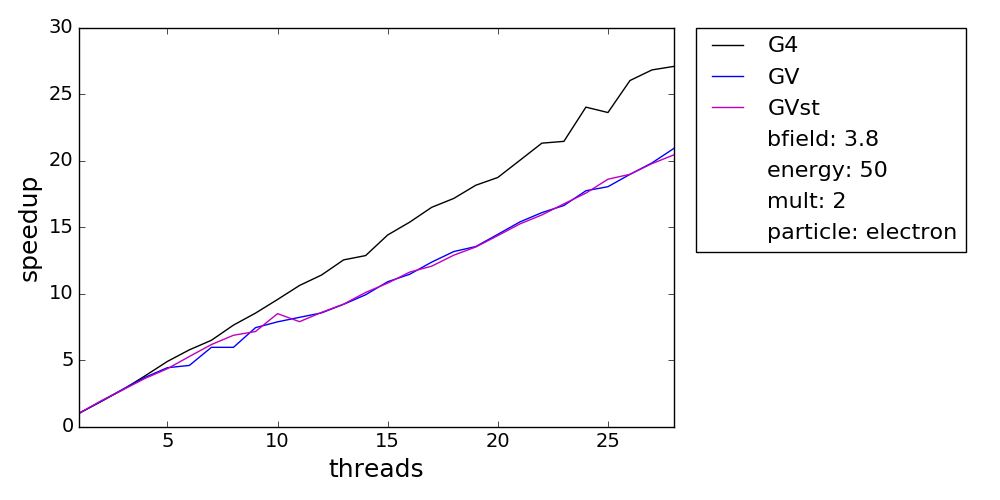 30
25
20
15
10
5
0
speedup
5 10 15 20 25
threads
G4
GV
GVst
bfield: 3.8
energy: 50
mult: 2
particle: electron